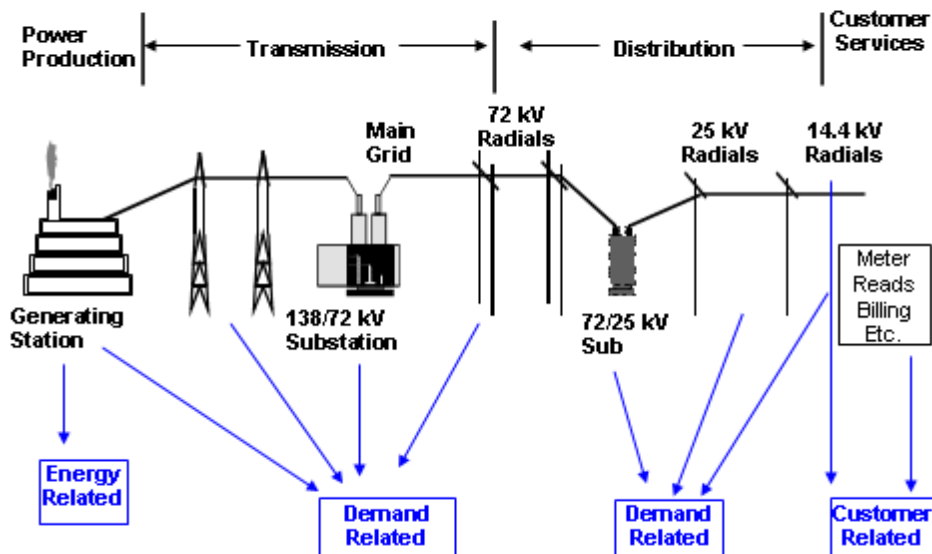 Power
Production
Transmission
Distribution
Customer
Services
Main
Grid
72 kV
Radials
25 kV
Radials
14.4 kV
Radials
Generating
Station
138/72 kV
Substation
72/25 kV
Sub
Meter
Reads
Billing
Etc.
Energy
Related
Demand
Related
Demand
Related
Customer
Related